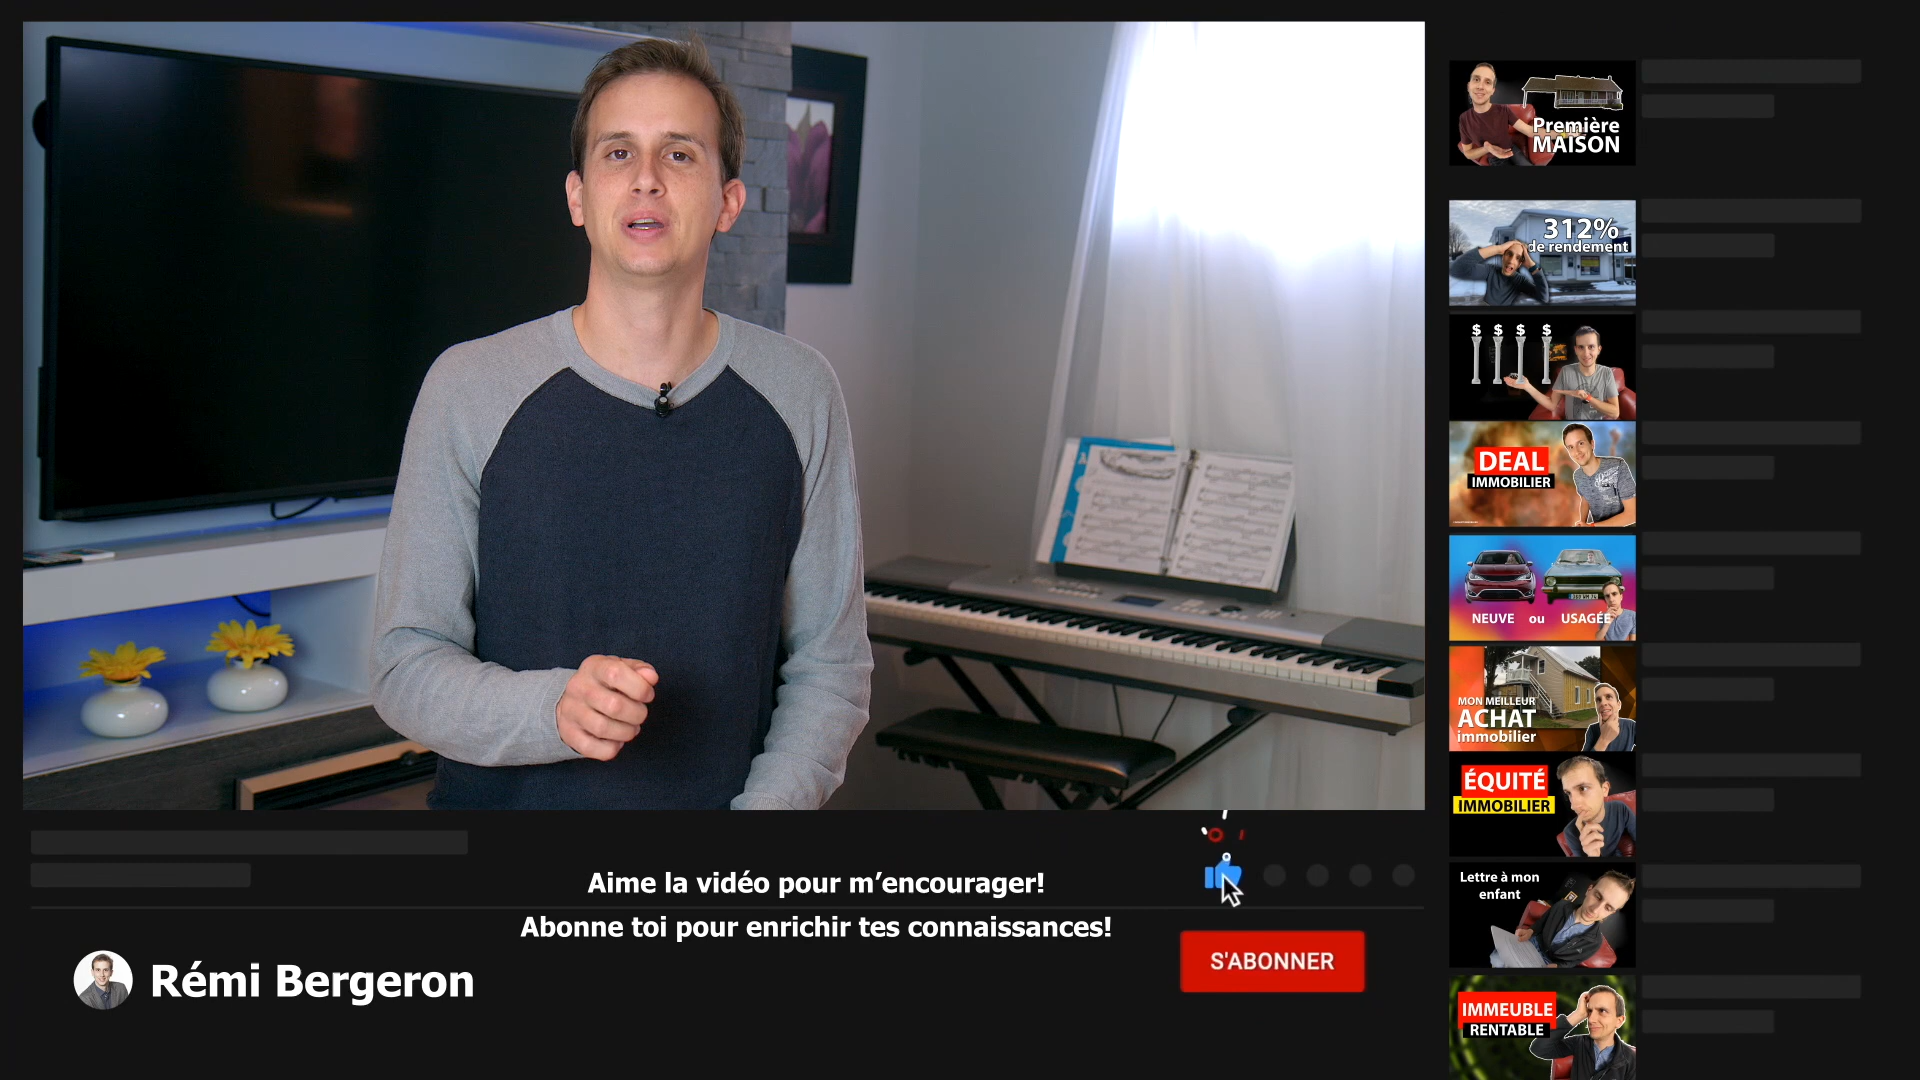 Aime la vidéo pour m’encourager!
Abonne toi pour enrichir tes connaissances!
Rémi Bergeron
S'ABONNER
Première
MAISON
312%
de rendement
$ $ $ $
DEAL
IMMOBILIER
NEUVE ou USAGÉE
MON MEILLEUR
ACHAT
immobilier
ÉQUITÉ
IMMOBILIER
Lettre à mon
enfant
IMMEUBLE
RENTABLE